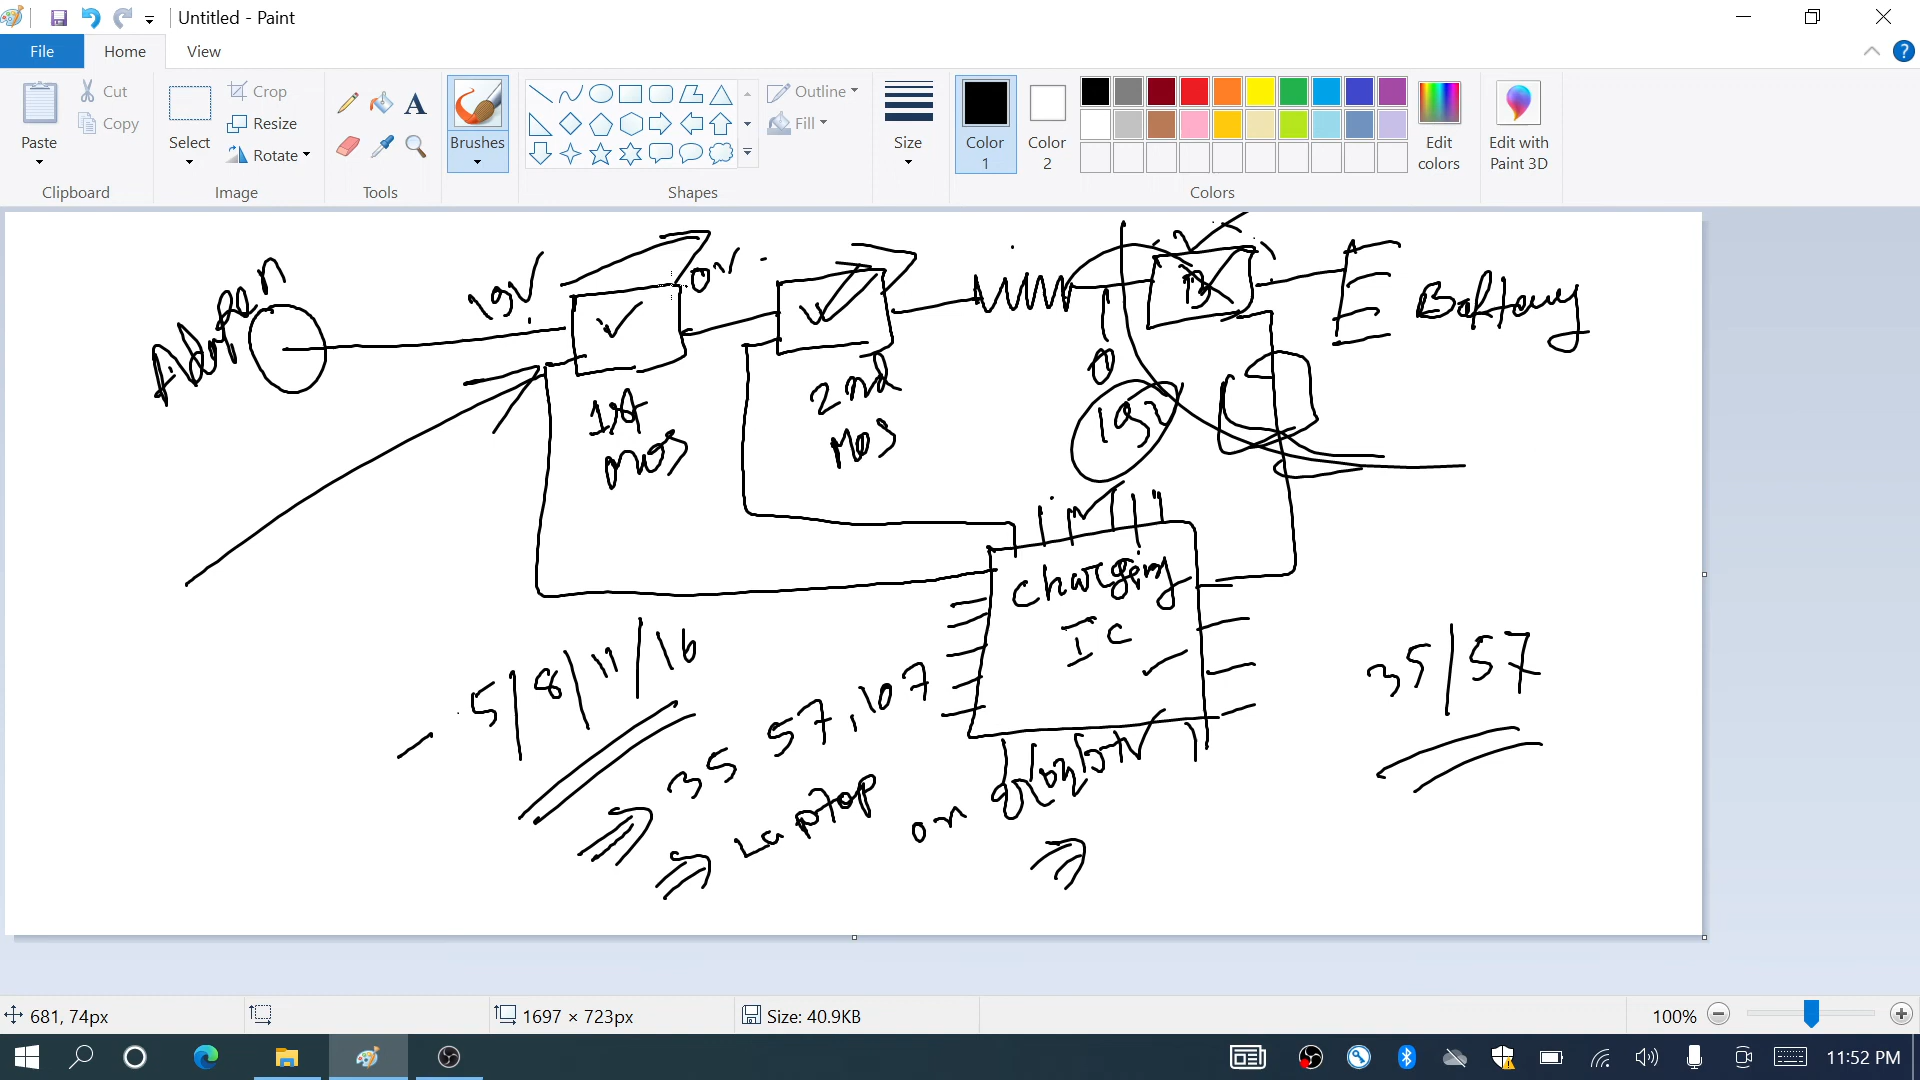 Untitled - Paint
File
Home
View
Paste
Cut
Copy
Clipboard
Select
Crop
Resize
Rotate
Image
Tools
Brushes
Shapes
Outline
Fill
Size
Color 1
Color 2
Edit colors
Edit with Paint 3D
Colors
19V
0V
1st
MOS
2nd
MOS
Battery
0
19V
Charging
IC
5/8/11/16
35 57,107
Laptop
on
35/57
681, 74px
1697 × 723px
Size: 40.9KB
100%
11:52 PM